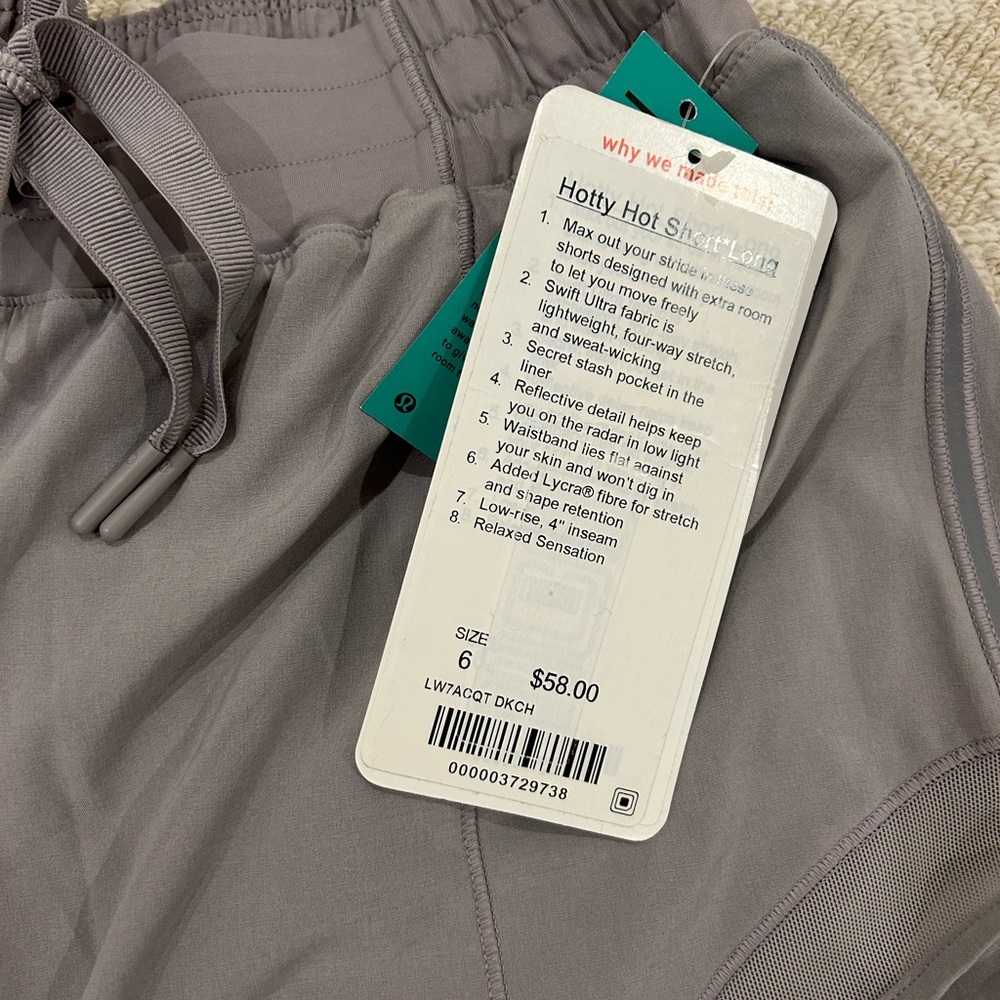 why we made this:
Hotty Hot Short*Long
1. Max out your stride in these
shorts designed with extra room
to let you move freely
2. Swift Ultra fabric is
lightweight, four-way stretch,
and sweat-wicking
3. Secret stash pocket in the
liner
4. Reflective detail helps keep
you on the radar in low light
5. Waistband lies flat against
your skin and won't dig in
6. Added Lycra® fibre for stretch
and shape retention
7. Low-rise, 4" inseam
8. Relaxed Sensation
SIZE
6
$58.00
LW7ACQT DKCH
000003729738
to
room